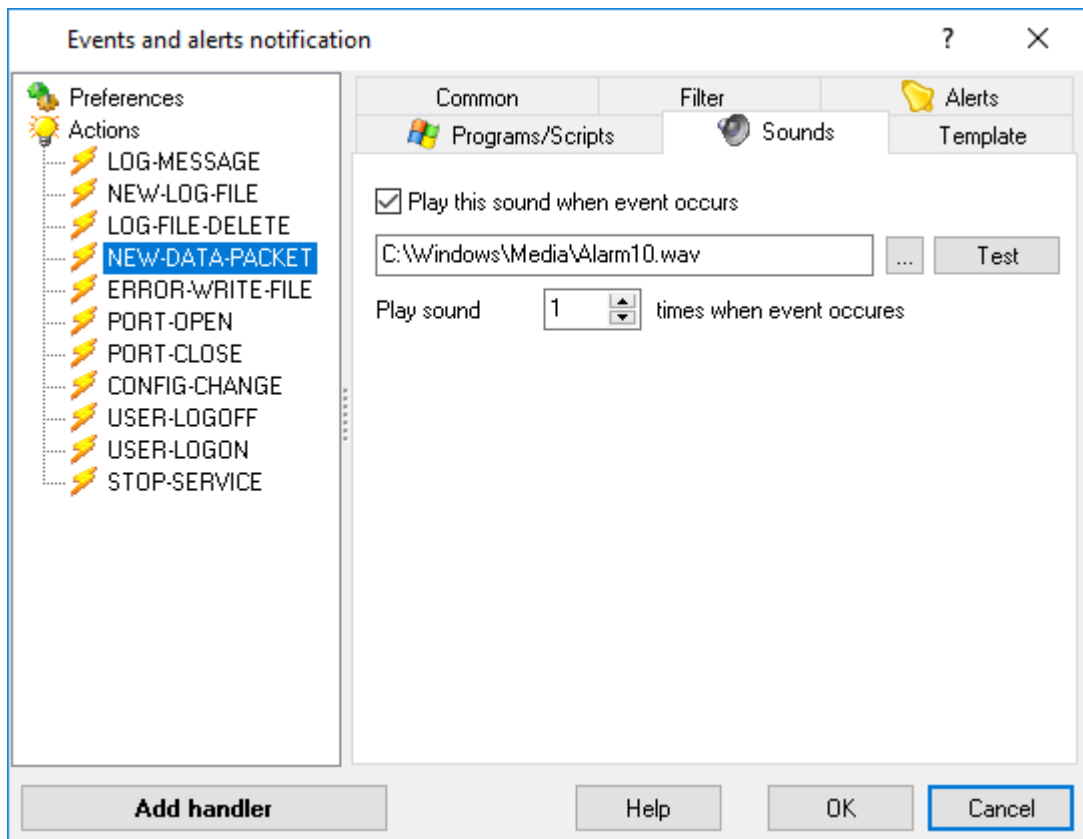 Events and alerts notification
?
Preferences
Actions
LOG-MESSAGE
NEW-LOG-FILE
LOG-FILE-DELETE
NEW-DATA-PACKET
ERROR-WRITE-FILE
PORT-OPEN
PORT-CLOSE
CONFIG-CHANGE
USER-LOGOFF
USER-LOGON
STOP-SERVICE
Common Filter Alerts
Programs/Scripts Sounds Template
Play this sound when event occurs
C:\Windows\Media\Alarm10.wav ... Test
Play sound 1 times when event occures
Add handler Help OK Cancel